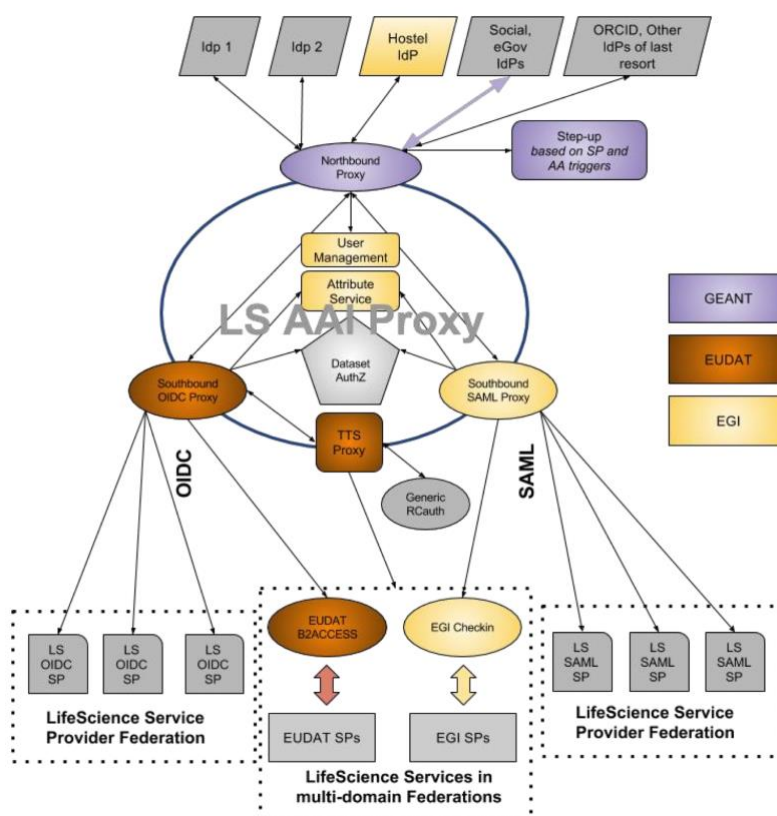 Idp 1
Idp 2
Hostel
IdP
Social,
eGov
IdPs
ORCID, Other
IdPs of last
resort
Northbound
Proxy
Step-up
based on SP and
AA triggers
User
Management
Attribute
Service
LS AAI Proxy
Dataset
AuthZ
GEANT
EUDAT
EGI
Southbound
OIDC Proxy
Southbound
SAML Proxy
TTS
Proxy
OIDC
SAML
Generic
RCauth
EUDAT
B2ACCESS
EGI Checkin
LS
OIDC
SP
LS
OIDC
SP
LS
OIDC
SP
LifeScience Service
Provider Federation
EUDAT SPs
EGI SPs
LifeScience Services in
multi-domain Federations
LS
SAML
SP
LS
SAML
SP
LS
SAML
SP
LifeScience Service
Provider Federation